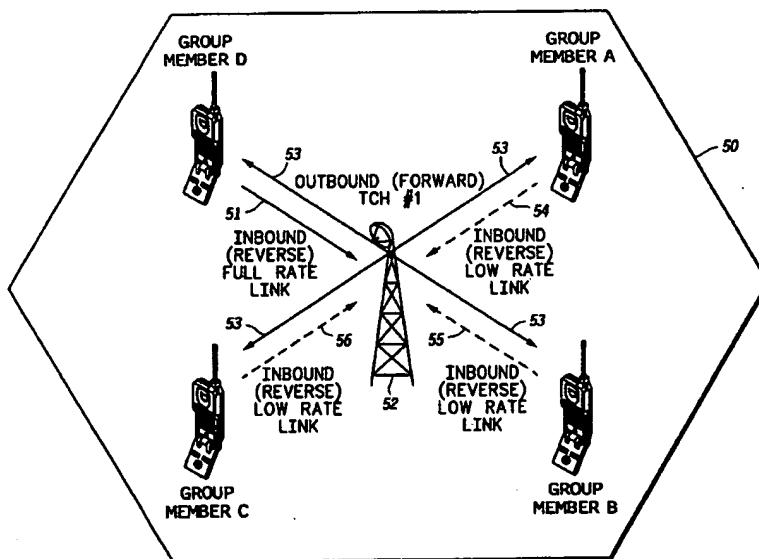 GROUP
MEMBER D
GROUP
MEMBER A
53
53
50
OUTBOUND (FORWARD)
TCH #1
51
54
INBOUND
(REVERSE)
FULL RATE
LINK
INBOUND
(REVERSE)
LOW RATE
LINK
53
53
56
55
INBOUND
(REVERSE)
LOW RATE
LINK
52
INBOUND
(REVERSE)
LOW RATE
LINK
GROUP
MEMBER C
GROUP
MEMBER B